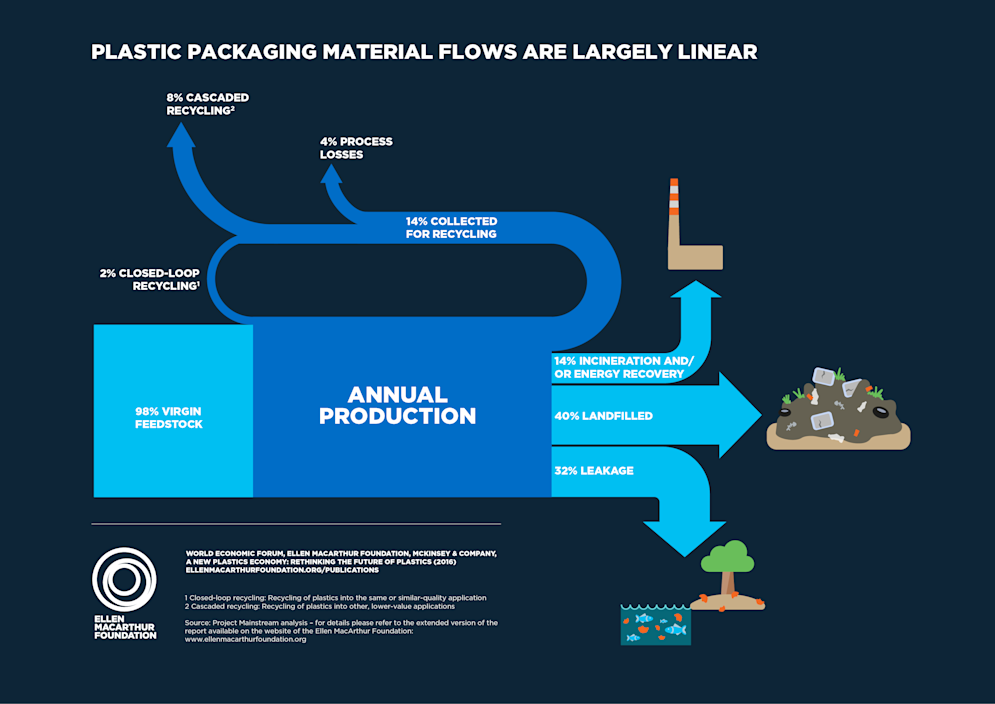 PLASTIC PACKAGING MATERIAL FLOWS ARE LARGELY LINEAR
8% CASCADED
RECYCLING²
4% PROCESS
LOSSES
14% COLLECTED
FOR RECYCLING
2% CLOSED-LOOP
RECYCLING¹
98% VIRGIN
FEEDSTOCK
ANNUAL
PRODUCTION
14% INCINERATION AND/
OR ENERGY RECOVERY
40% LANDFILLED
32% LEAKAGE
ELLEN
MACARTHUR
FOUNDATION
WORLD ECONOMIC FORUM, ELLEN MACARTHUR FOUNDATION, MCKINSEY & COMPANY,
A NEW PLASTICS ECONOMY: RETHINKING THE FUTURE OF PLASTICS (2016)
ELLENMACARTHURFOUNDATION.ORG/PUBLICATIONS
1 Closed-loop recycling: Recycling of plastics into the same or similar-quality application
2 Cascaded recycling: Recycling of plastics into other, lower-value applications
Source: Project Mainstream analysis – for details please refer to the extended version of the
report available on the website of the Ellen MacArthur Foundation:
www.ellenmacarthurfoundation.org